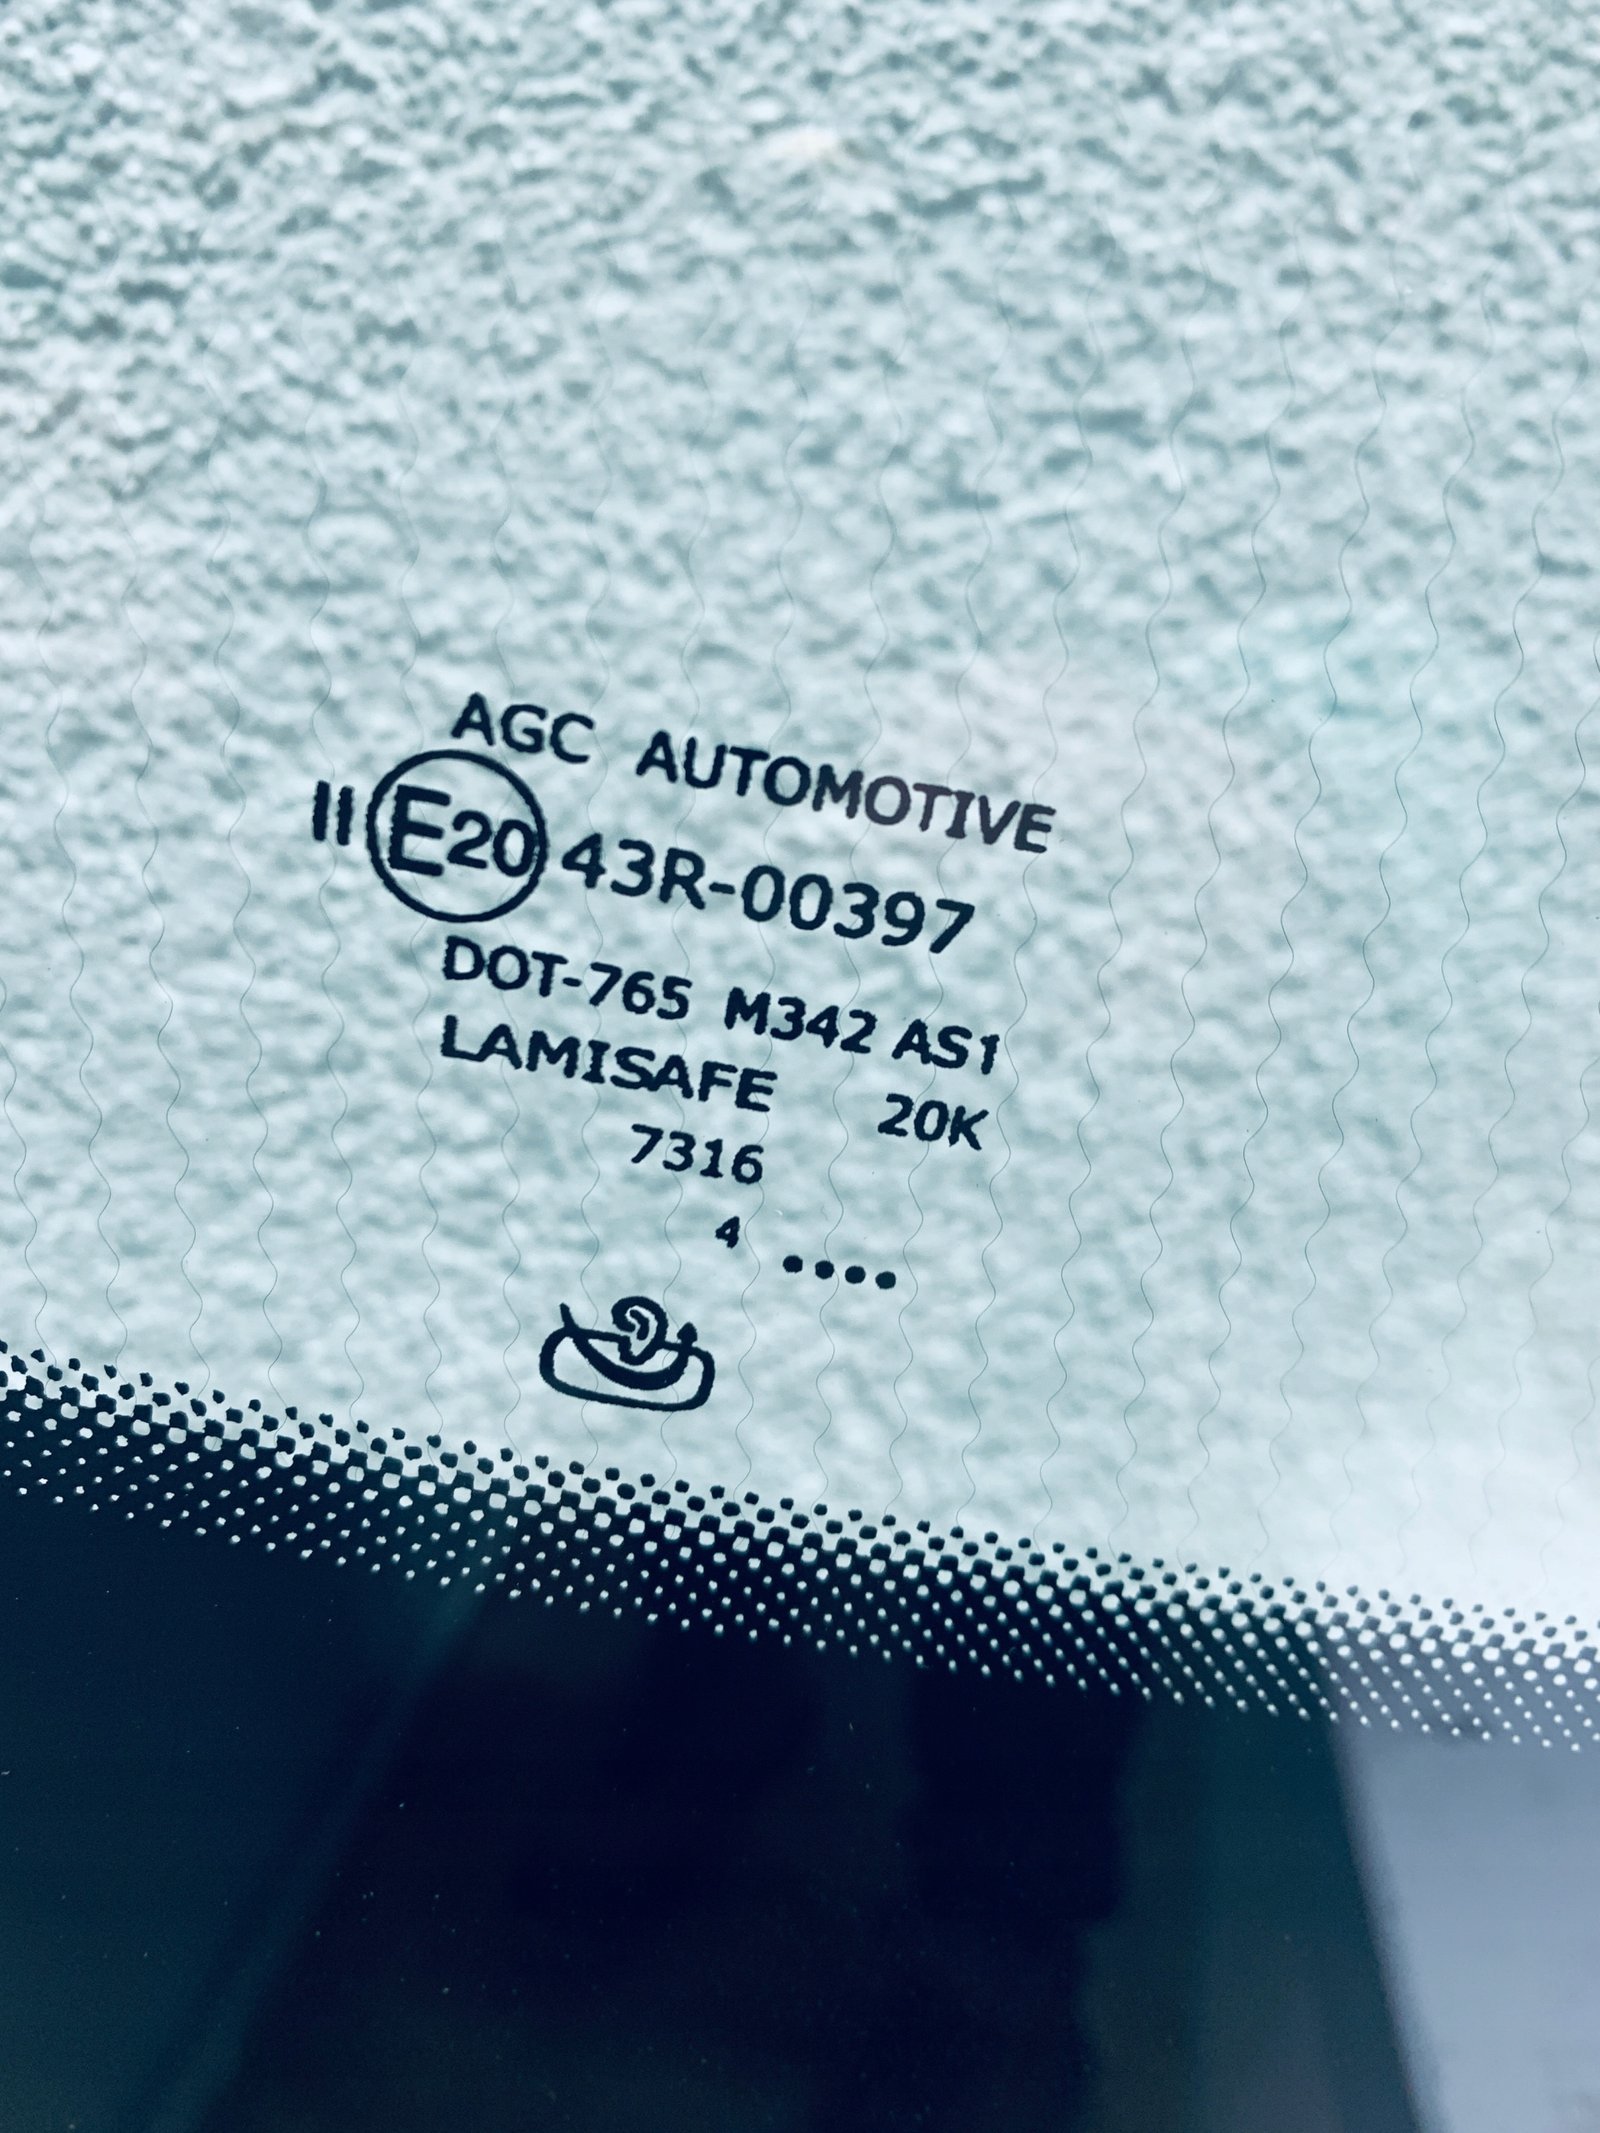 AGC AUTOMOTIVE
II E20 43R-00397
DOT-765 M342 AS1
LAMISAFE 20K
7316
4 ••••